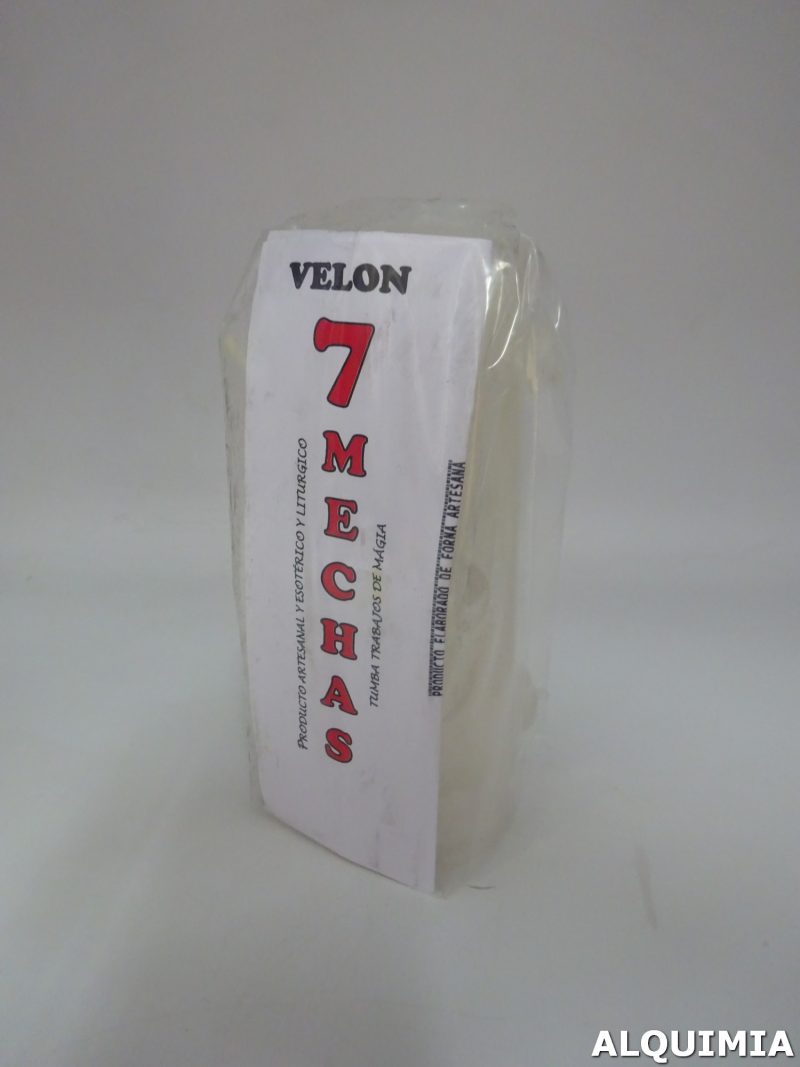 VELON
7
MECHAS
PRODUCTO ARTESANAL Y ESOTÉRICO Y LITURGICO
TUMBA TRABAJOS DE MAGIA
PRODUCTO ELABORADO DE FORMA ARTESANA
ALQUIMIA